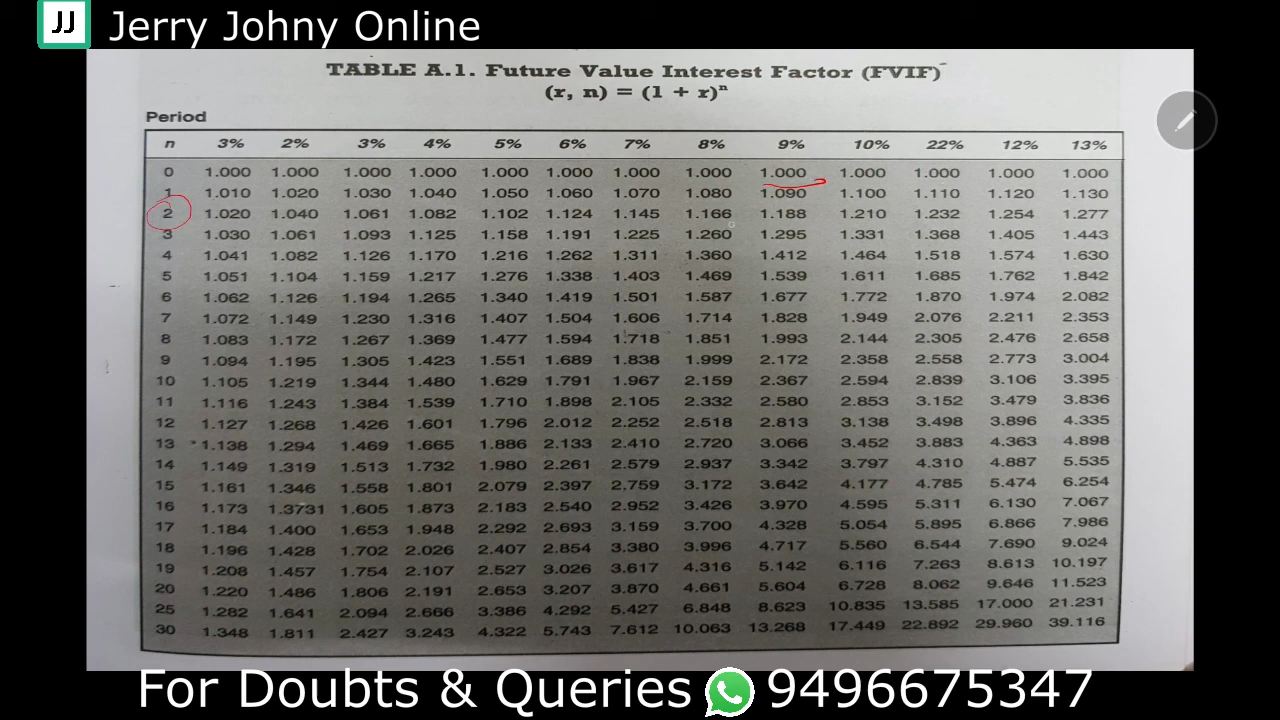 JJ Jerry Johny Online
TABLE A.1. Future Value Interest Factor (FVIF)
(r, n) = (1 + r)ⁿ
Period
n 3% 2% 3% 4% 5% 6% 7% 8% 9% 10% 22% 12% 13%
0 1.000 1.000 1.000 1.000 1.000 1.000 1.000 1.000 1.000 1.000 1.000 1.000 1.000
1 1.010 1.020 1.030 1.040 1.050 1.060 1.070 1.080 1.090 1.100 1.110 1.120 1.130
2 1.020 1.040 1.061 1.082 1.102 1.124 1.145 1.166 1.188 1.210 1.232 1.254 1.277
3 1.030 1.061 1.093 1.125 1.158 1.191 1.225 1.260 1.295 1.331 1.368 1.405 1.443
4 1.041 1.082 1.126 1.170 1.216 1.262 1.311 1.360 1.412 1.464 1.518 1.574 1.630
5 1.051 1.104 1.159 1.217 1.276 1.338 1.403 1.469 1.539 1.611 1.685 1.762 1.842
6 1.062 1.126 1.194 1.265 1.340 1.419 1.501 1.587 1.677 1.772 1.870 1.974 2.082
7 1.072 1.149 1.230 1.316 1.407 1.504 1.606 1.714 1.828 1.949 2.076 2.211 2.353
8 1.083 1.172 1.267 1.369 1.477 1.594 1.718 1.851 1.993 2.144 2.305 2.476 2.658
9 1.094 1.195 1.305 1.423 1.551 1.689 1.838 1.999 2.172 2.358 2.558 2.773 3.004
10 1.105 1.219 1.344 1.480 1.629 1.791 1.967 2.159 2.367 2.594 2.839 3.106 3.395
11 1.116 1.243 1.384 1.539 1.710 1.898 2.105 2.332 2.580 2.853 3.152 3.479 3.836
12 1.127 1.268 1.426 1.601 1.796 2.012 2.252 2.518 2.813 3.138 3.498 3.896 4.335
13 1.138 1.294 1.469 1.665 1.886 2.133 2.410 2.720 3.066 3.452 3.883 4.363 4.898
14 1.149 1.319 1.513 1.732 1.980 2.261 2.579 2.937 3.342 3.797 4.310 4.887 5.535
15 1.161 1.346 1.558 1.801 2.079 2.397 2.759 3.172 3.642 4.177 4.785 5.474 6.254
16 1.173 1.3731 1.605 1.873 2.183 2.540 2.952 3.426 3.970 4.595 5.311 6.130 7.067
17 1.184 1.400 1.653 1.948 2.292 2.693 3.159 3.700 4.328 5.054 5.895 6.866 7.986
18 1.196 1.428 1.702 2.026 2.407 2.854 3.380 3.996 4.717 5.560 6.544 7.690 9.024
19 1.208 1.457 1.754 2.107 2.527 3.026 3.617 4.316 5.142 6.116 7.263 8.613 10.197
20 1.220 1.486 1.806 2.191 2.653 3.207 3.870 4.661 5.604 6.728 8.062 9.646 11.523
25 1.282 1.641 2.094 2.666 3.386 4.292 5.427 6.848 8.623 10.835 13.585 17.000 21.231
30 1.348 1.811 2.427 3.243 4.322 5.743 7.612 10.063 13.268 17.449 22.892 29.960 39.116
For Doubts & Queries 9496675347